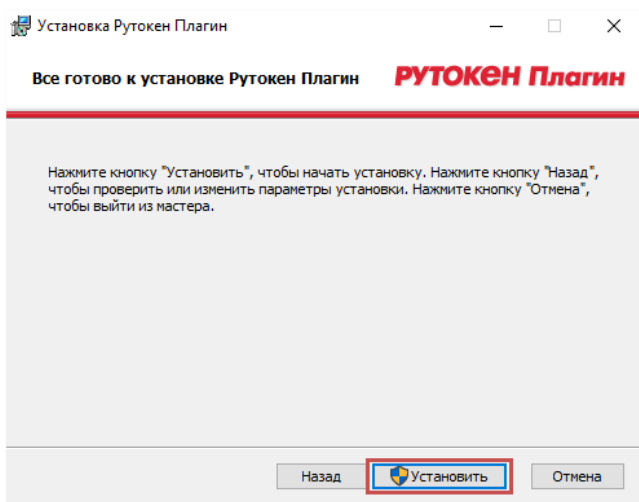 Установка Рутокен Плагин
Все готово к установке Рутокен Плагин
РУТОКЕН Плагин
Нажмите кнопку "Установить", чтобы начать установку. Нажмите кнопку "Назад",
чтобы проверить или изменить параметры установки. Нажмите кнопку "Отмена",
чтобы выйти из мастера.
Назад
Установить
Отмена